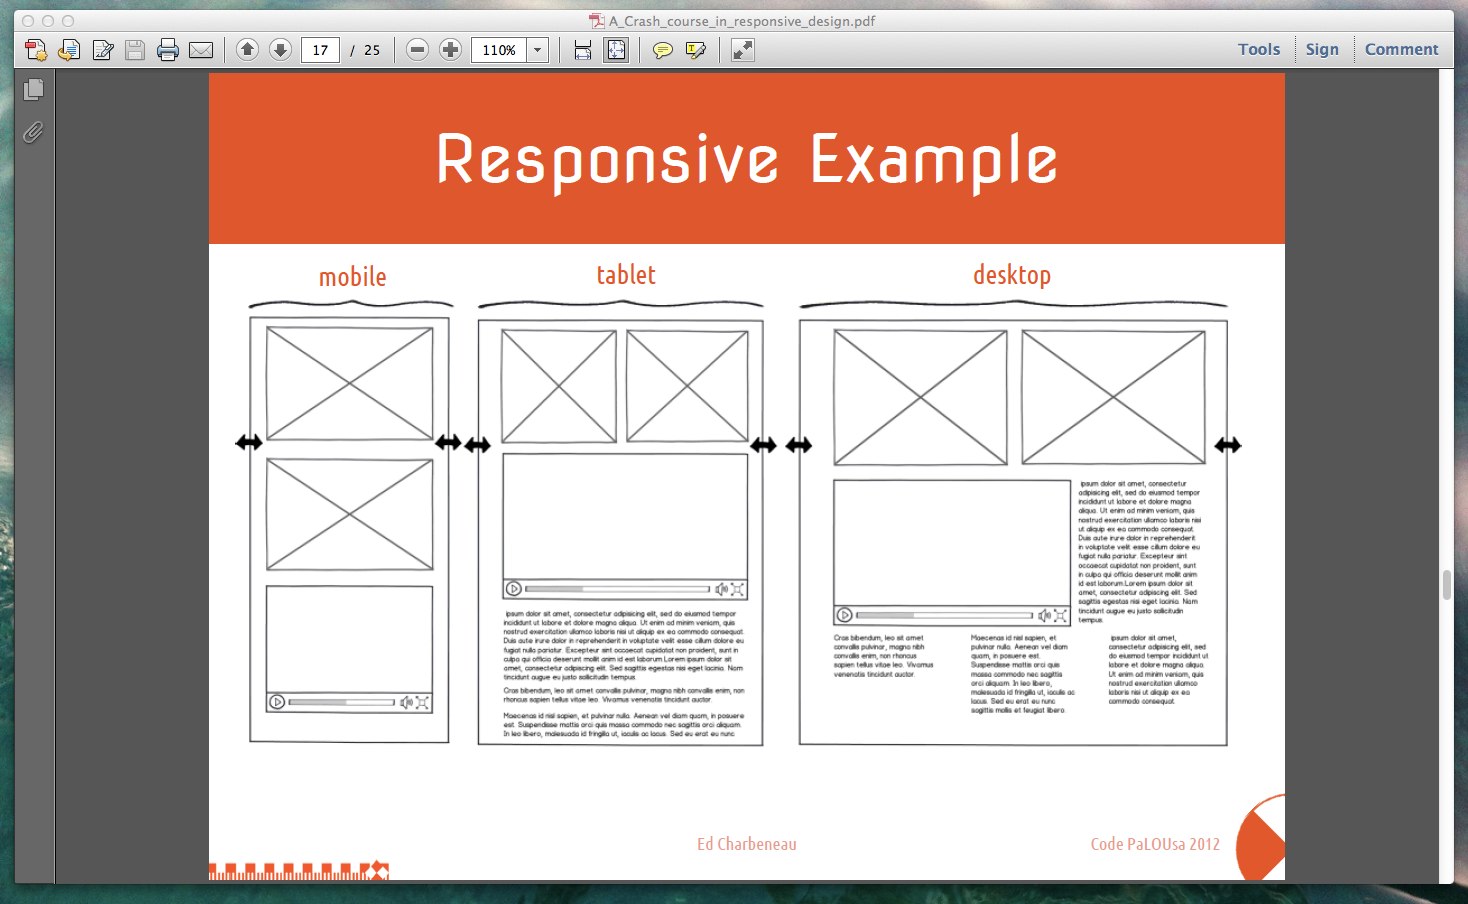 A_Crash_course_in_responsive_design.pdf
17 / 25 110% Tools Sign Comment
Responsive Example
mobile
tablet
desktop
ipsum dolor sit amet, consectetur adipisicing elit, sed do eiusmod tempor
incididunt ut labore et dolore magna aliqua. Ut enim ad minim veniam, quis
nostrud exercitation ullamco laboris nisi ut aliquip ex ea commodo consequat.
Duis aute irure dolor in reprehenderit in voluptate velit esse cillum dolore eu
fugiat nulla pariatur. Excepteur sint occaecat cupidatat non proident, sunt in
culpa qui officia deserunt mollit anim id est laborum.Lorem ipsum dolor sit
amet, consectetur adipiscing elit. Sed sagittis egestas nisi eget lacinia. Nam
tincidunt augue eu justo sollicitudin tempus.
Cras bibendum, leo sit amet convallis pulvinar, magna nibh convallis enim, non
rhoncus sapien tellus vitae leo. Vivamus venenatis tincidunt auctor.
Maecenas id nisl sapien, et pulvinar nulla. Aenean vel diam quam, in posuere
est. Suspendisse mattis orci quis massa commodo nec sagittis orci aliquam.
In leo libero, malesuada id fringilla ut, iaculis ac lacus. Sed eu erat eu nunc
ipsum dolor sit amet, consectetur
adipisicing elit, sed do eiusmod tempor
incididunt ut labore et dolore magna
aliqua. Ut enim ad minim veniam, quis
nostrud exercitation ullamco laboris nisi
ut aliquip ex ea commodo consequat.
Duis aute irure dolor in reprehenderit
in voluptate velit esse cillum dolore eu
fugiat nulla pariatur. Excepteur sint
occaecat cupidatat non proident, sunt
in culpa qui officia deserunt mollit anim
id est laborum.Lorem ipsum dolor sit
amet, consectetur adipiscing elit. Sed
sagittis egestas nisi eget lacinia. Nam
tincidunt augue eu justo sollicitudin
tempus.
Cras bibendum, leo sit amet
convallis pulvinar, magna nibh
convallis enim, non rhoncus
sapien tellus vitae leo. Vivamus
venenatis tincidunt auctor.
Maecenas id nisl sapien, et
pulvinar nulla. Aenean vel diam
quam, in posuere est.
Suspendisse mattis orci quis
massa commodo nec sagittis
orci aliquam. In leo libero,
malesuada id fringilla ut, iaculis ac
lacus. Sed eu erat eu nunc
sagittis mollis et feugiat libero.
ipsum dolor sit amet,
consectetur adipisicing elit, sed
do eiusmod tempor incididunt ut
labore et dolore magna aliqua.
Ut enim ad minim veniam, quis
nostrud exercitation ullamco
laboris nisi ut aliquip ex ea
commodo consequat.
Ed Charbeneau
Code PaLOUsa 2012